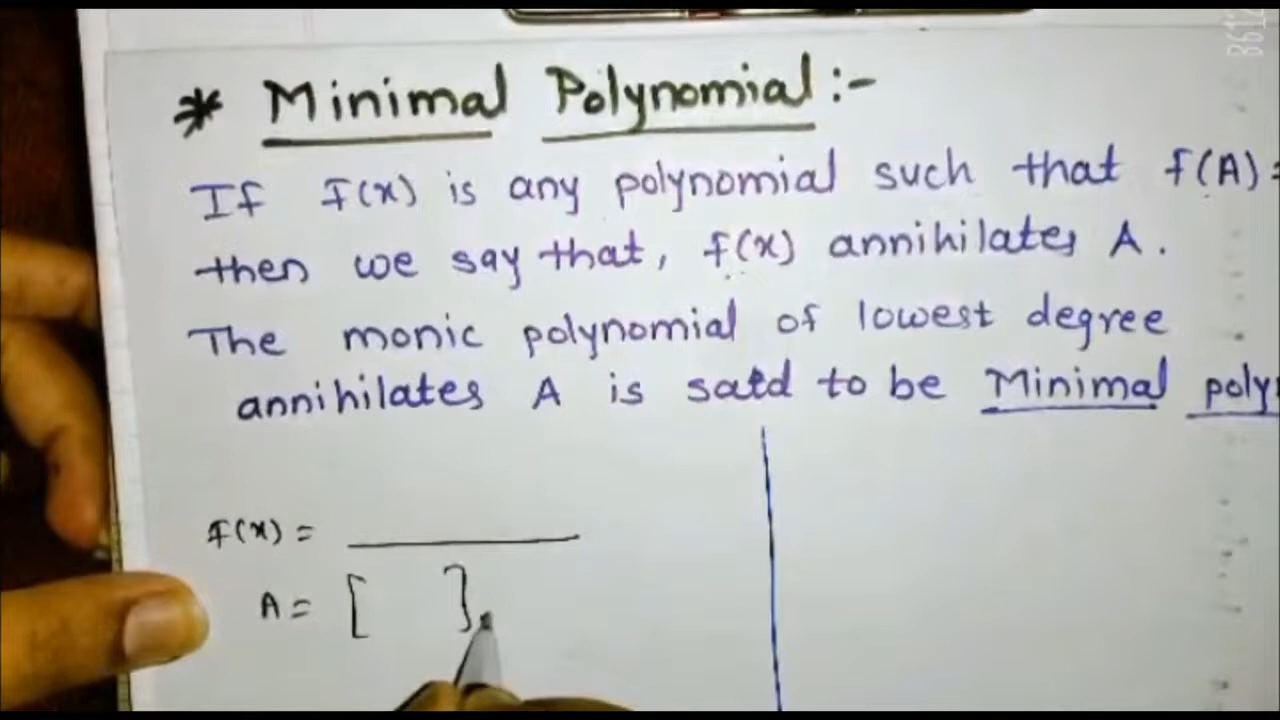 * Minimal Polynomial :-
If f(x) is any polynomial such that f(A) =
then we say that, f(x) annihilates A.
The monic polynomial of lowest degree
annihilates A is said to be Minimal poly
f(x) =
A = [ ]